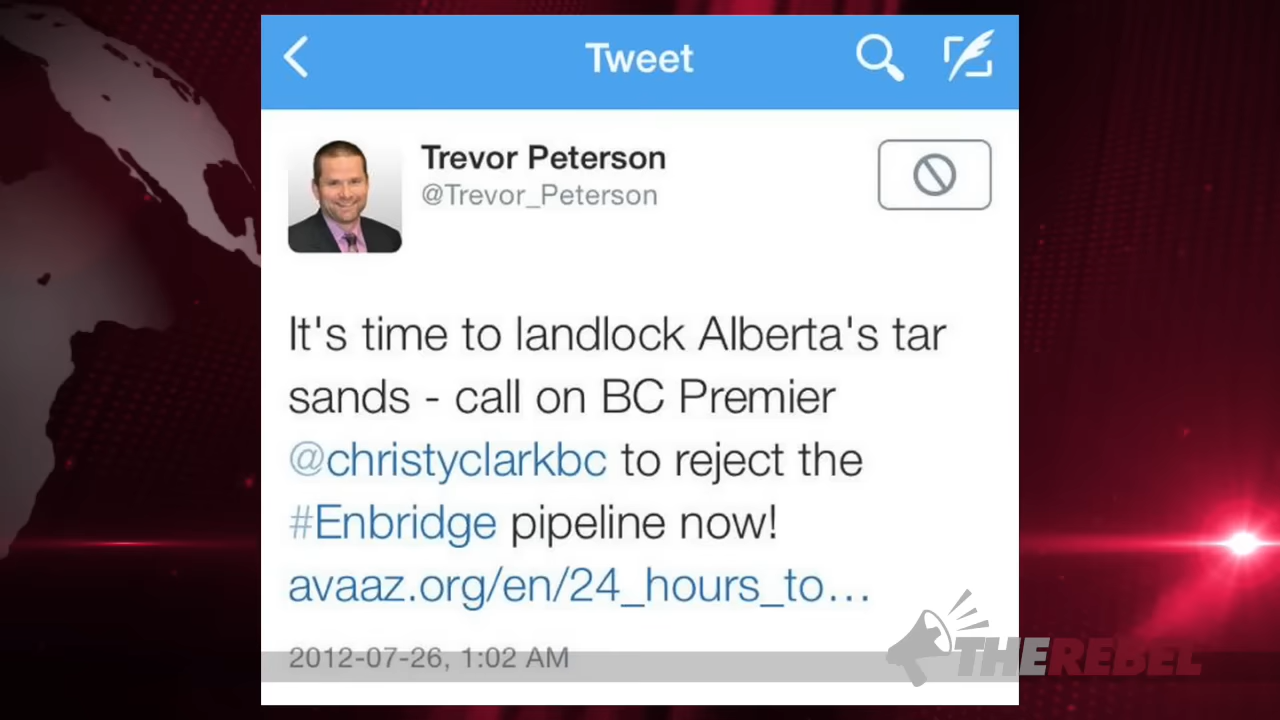 Tweet
Trevor Peterson
@Trevor_Peterson
It's time to landlock Alberta's tar
sands - call on BC Premier
@christyclarkbc to reject the
#Enbridge pipeline now!
avaaz.org/en/24_hours_to...
2012-07-26, 1:02 AM
THEREBEL